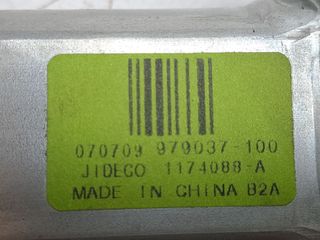 070709 979037-100
JIDECO 1174088-A
MADE IN CHINA B2A